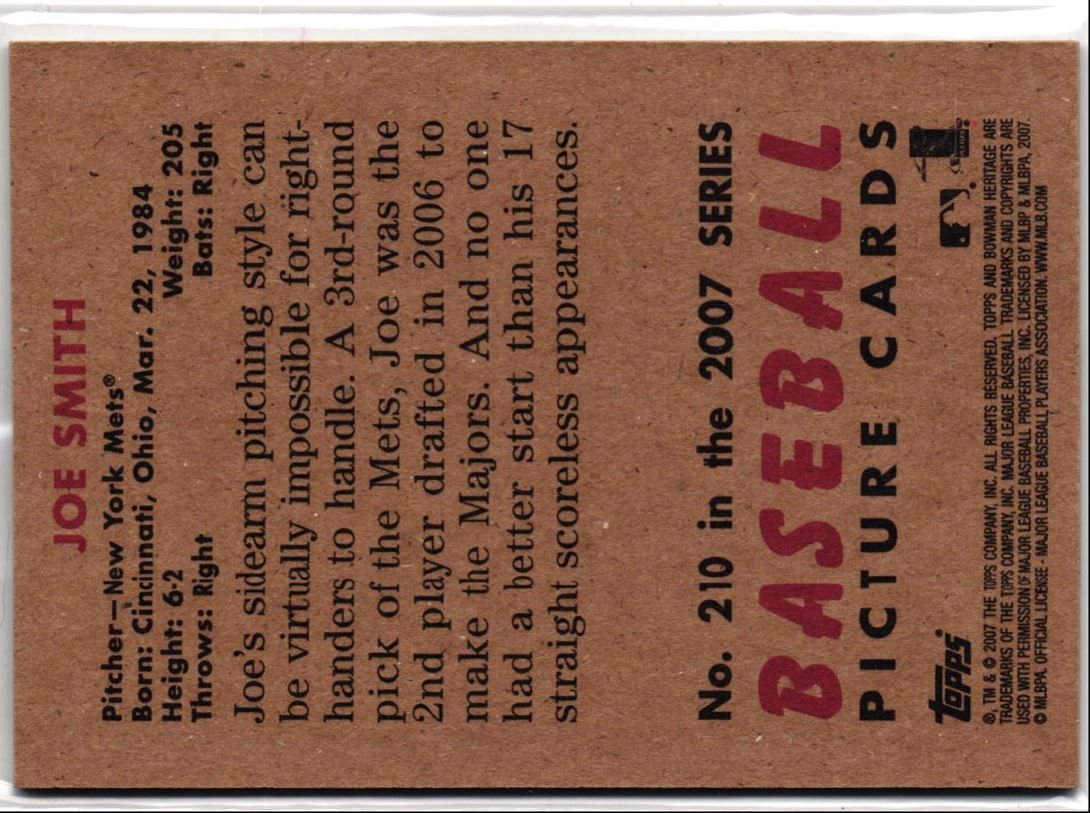 JOE SMITH
Pitcher—New York Mets®
Born: Cincinnati, Ohio, Mar. 22, 1984
Height: 6-2 Weight: 205
Throws: Right Bats: Right
Joe's sidearm pitching style can
be virtually impossible for right-
handers to handle. A 3rd-round
pick of the Mets, Joe was the
2nd player drafted in 2006 to
make the Majors. And no one
had a better start than his 17
straight scoreless appearances.
No. 210 in the 2007 SERIES
BASEBALL
PICTURE CARDS
topps®
®, TM & © 2007 THE TOPPS COMPANY, INC. ALL RIGHTS RESERVED. TOPPS AND BOWMAN HERITAGE ARE
TRADEMARKS OF THE TOPPS COMPANY, INC. MAJOR LEAGUE BASEBALL TRADEMARKS AND COPYRIGHTS ARE
USED WITH PERMISSION OF MAJOR LEAGUE BASEBALL PROPERTIES, INC. LICENSED BY MLBP & MLBPA, 2007.
© MLBPA - OFFICIAL LICENSEE - MAJOR LEAGUE BASEBALL PLAYERS ASSOCIATION. WWW.MLB.COM